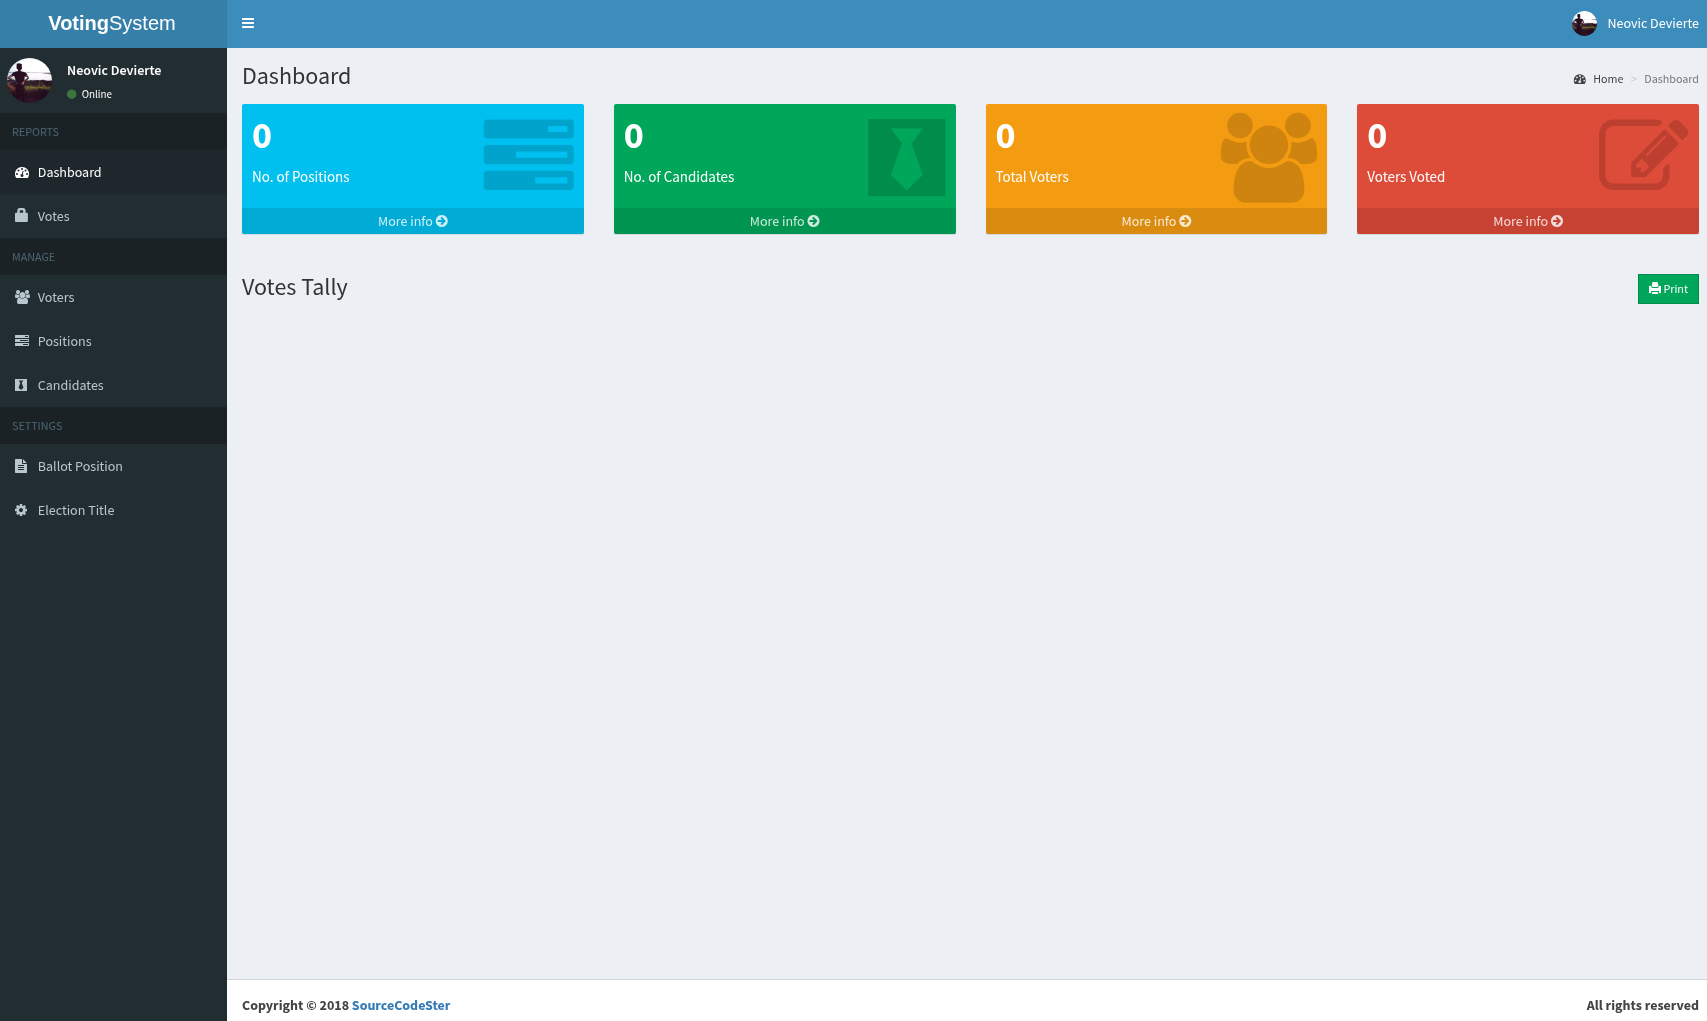 VotingSystem
Neovic Devierte
Neovic Devierte
Online
REPORTS
Dashboard
Votes
MANAGE
Voters
Positions
Candidates
SETTINGS
Ballot Position
Election Title
Dashboard
Home > Dashboard
0
No. of Positions
More info
0
No. of Candidates
More info
0
Total Voters
More info
0
Voters Voted
More info
Votes Tally
Print
Copyright © 2018 SourceCodeSter
All rights reserved